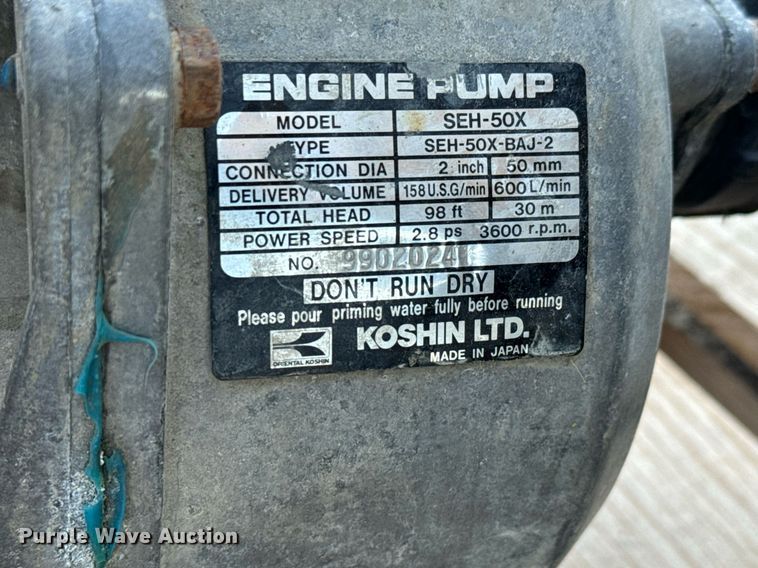 ENGINE PUMP
MODEL SEH-50X
TYPE SEH-50X-BAJ-2
CONNECTION DIA 2 inch 50 mm
DELIVERY VOLUME 158 U.S.G/min 600 L/min
TOTAL HEAD 98 ft 30 m
POWER SPEED 2.8 ps 3600 r.p.m.
NO.
DON'T RUN DRY
Please pour priming water fully before running
KOSHIN LTD.
ORIENTAL KOSHIN
MADE IN JAPAN
Purple Wave Auction